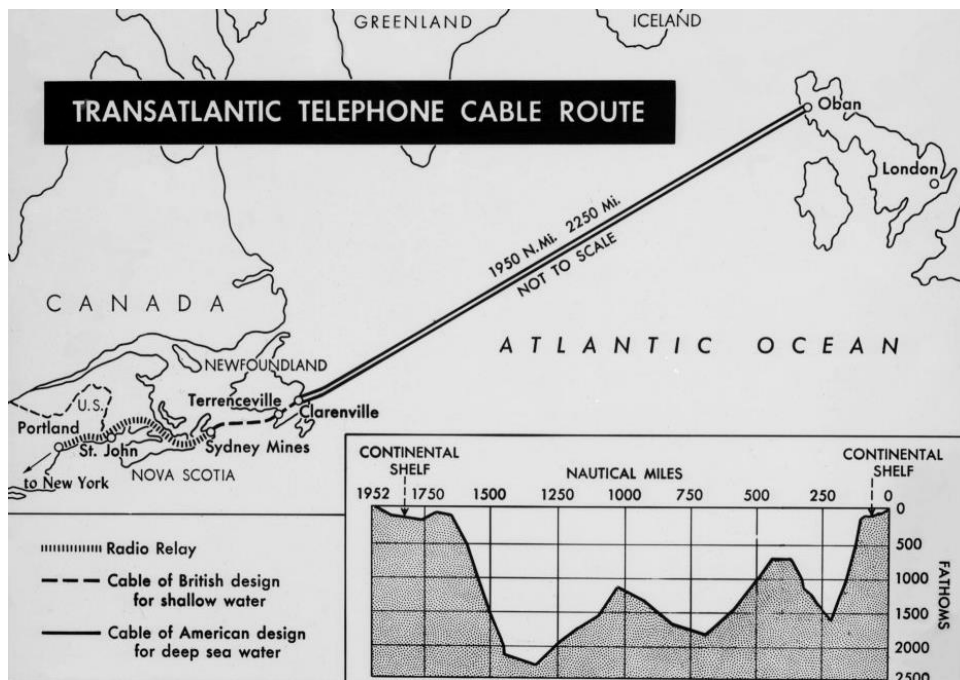 GREENLAND
ICELAND
TRANSATLANTIC TELEPHONE CABLE ROUTE
Oban
London
1950 N.Mi. 2250 Mi.
NOT TO SCALE
CANADA
ATLANTIC OCEAN
NEWFOUNDLAND
Terrenceville
Clarenville
U.S.
Portland
St. John
Sydney Mines
NOVA SCOTIA
to New York
Radio Relay
Cable of British design
for shallow water
Cable of American design
for deep sea water
CONTINENTAL
SHELF
NAUTICAL MILES
CONTINENTAL
SHELF
1952 1750 1500 1250 1000 750 500 250 0
0
500
1000
1500
2000
2500
FATHOMS